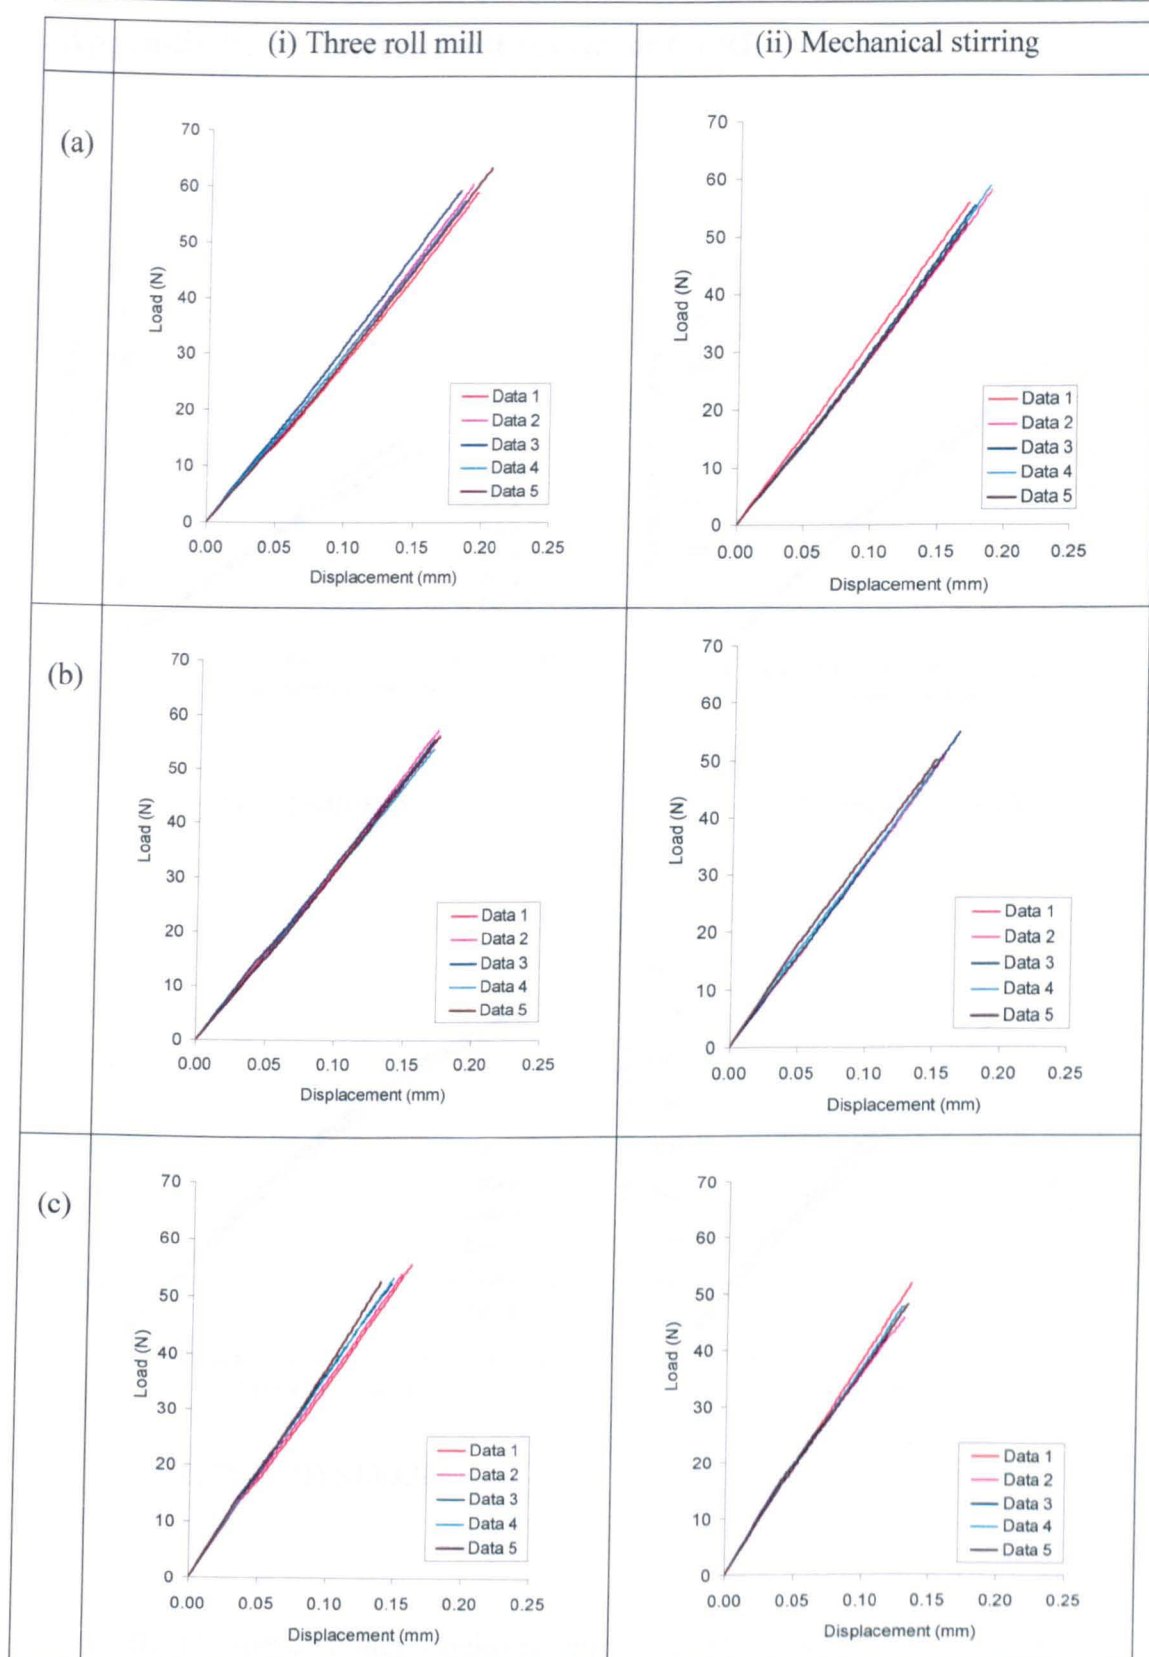 (i) Three roll mill
(ii) Mechanical stirring
(a)
70
60
50
40
30
20
10
0
Load (N)
0.00 0.05 0.10 0.15 0.20 0.25
Displacement (mm)
Data 1
Data 2
Data 3
Data 4
Data 5
70
60
50
40
30
20
10
0
Load (N)
0.00 0.05 0.10 0.15 0.20 0.25
Displacement (mm)
Data 1
Data 2
Data 3
Data 4
Data 5
(b)
70
60
50
40
30
20
10
0
Load (N)
0.00 0.05 0.10 0.15 0.20 0.25
Displacement (mm)
Data 1
Data 2
Data 3
Data 4
Data 5
70
60
50
40
30
20
10
0
Load (N)
0.00 0.05 0.10 0.15 0.20 0.25
Displacement (mm)
Data 1
Data 2
Data 3
Data 4
Data 5
(c)
70
60
50
40
30
20
10
0
Load (N)
0.00 0.05 0.10 0.15 0.20 0.25
Displacement (mm)
Data 1
Data 2
Data 3
Data 4
Data 5
70
60
50
40
30
20
10
0
Load (N)
0.00 0.05 0.10 0.15 0.20 0.25
Displacement (mm)
Data 1
Data 2
Data 3
Data 4
Data 5